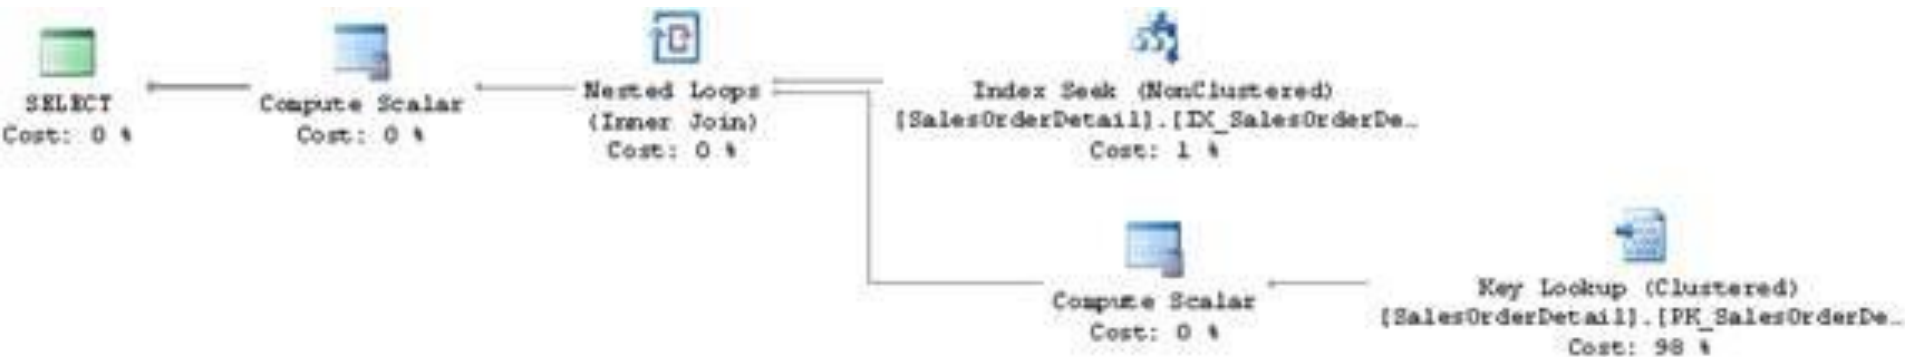 SELECT
Cost: 0 %
Compute Scalar
Cost: 0 %
Nested Loops
(Inner Join)
Cost: 0 %
Index Seek (NonClustered)
[SalesOrderDetail].[IX_SalesOrderDe…
Cost: 1 %
Compute Scalar
Cost: 0 %
Key Lookup (Clustered)
[SalesOrderDetail].[PK_SalesOrderDe…
Cost: 98 %